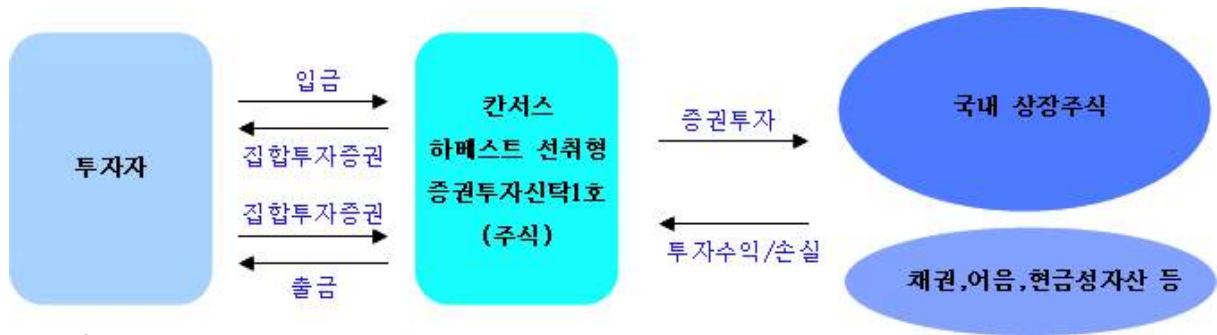 투자자
입금
집합투자증권
집합투자증권
출금
칸서스
하베스트 선취형
증권투자신탁1호
(주식)
증권투자
투자수익/손실
국내 상장주식
채권,어음,현금성자산 등